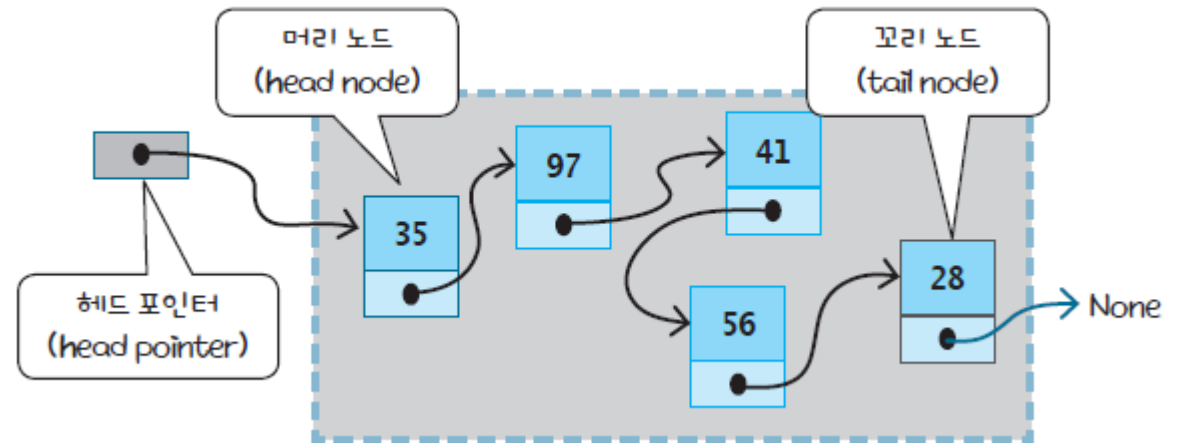 머리 노드
(head node)
꼬리 노드
(tail node)
97
41
35
28
헤드 포인터
(head pointer)
56
None